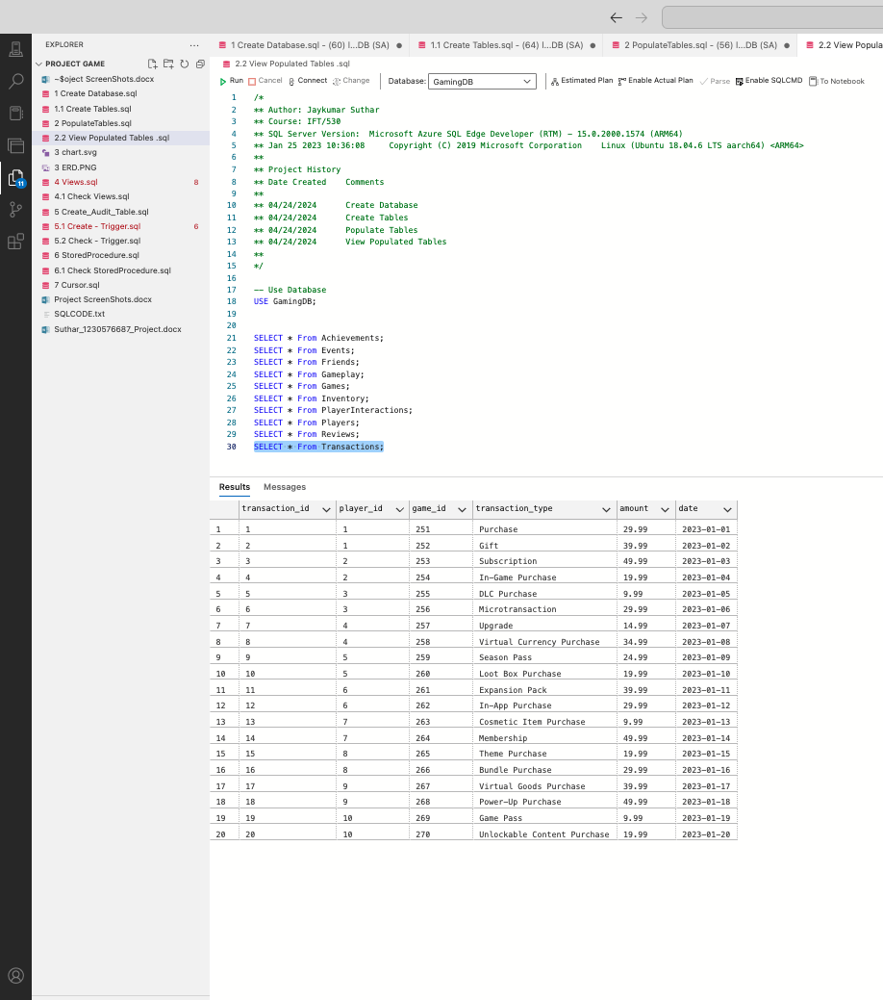 EXPLORER
PROJECT GAME
~$oject ScreenShots.docx
1 Create Database.sql
1.1 Create Tables.sql
2 PopulateTables.sql
2.2 View Populated Tables .sql
3 chart.svg
3 ERD.PNG
4 Views.sql 8
4.1 Check Views.sql
5 Create_Audit_Table.sql
5.1 Create - Trigger.sql 6
5.2 Check - Trigger.sql
6 StoredProcedure.sql
6.1 Check StoredProcedure.sql
7 Cursor.sql
Project ScreenShots.docx
SQLCODE.txt
Suthar_1230576687_Project.docx
11
1 Create Database.sql - (60) l...DB (SA)
1.1 Create Tables.sql - (64) l...DB (SA)
2 PopulateTables.sql - (56) l...DB (SA)
2.2 View Popula
2.2 View Populated Tables .sql
Run Cancel Connect Change Database: GamingDB Estimated Plan Enable Actual Plan Parse Enable SQLCMD To Notebook
1 /*
2 ** Author: Jaykumar Suthar
3 ** Course: IFT/530
4 ** SQL Server Version:  Microsoft Azure SQL Edge Developer (RTM) - 15.0.2000.1574 (ARM64)
5 ** Jan 25 2023 10:36:08     Copyright (C) 2019 Microsoft Corporation    Linux (Ubuntu 18.04.6 LTS aarch64) <ARM64>
6 **
7 ** Project History
8 ** Date Created    Comments
9 **
10 ** 04/24/2024      Create Database
11 ** 04/24/2024      Create Tables
12 ** 04/24/2024      Populate Tables
13 ** 04/24/2024      View Populated Tables
14 **
15 */
16
17 -- Use Database
18 USE GamingDB;
19
20
21 SELECT * From Achievements;
22 SELECT * From Events;
23 SELECT * From Friends;
24 SELECT * From Gameplay;
25 SELECT * From Games;
26 SELECT * From Inventory;
27 SELECT * From PlayerInteractions;
28 SELECT * From Players;
29 SELECT * From Reviews;
30 SELECT * From Transactions;
Results Messages
transaction_id player_id game_id transaction_type amount date
1 1 1 251 Purchase 29.99 2023-01-01
2 2 1 252 Gift 39.99 2023-01-02
3 3 2 253 Subscription 49.99 2023-01-03
4 4 2 254 In-Game Purchase 19.99 2023-01-04
5 5 3 255 DLC Purchase 9.99 2023-01-05
6 6 3 256 Microtransaction 29.99 2023-01-06
7 7 4 257 Upgrade 14.99 2023-01-07
8 8 4 258 Virtual Currency Purchase 34.99 2023-01-08
9 9 5 259 Season Pass 24.99 2023-01-09
10 10 5 260 Loot Box Purchase 19.99 2023-01-10
11 11 6 261 Expansion Pack 39.99 2023-01-11
12 12 6 262 In-App Purchase 29.99 2023-01-12
13 13 7 263 Cosmetic Item Purchase 9.99 2023-01-13
14 14 7 264 Membership 49.99 2023-01-14
15 15 8 265 Theme Purchase 19.99 2023-01-15
16 16 8 266 Bundle Purchase 29.99 2023-01-16
17 17 9 267 Virtual Goods Purchase 39.99 2023-01-17
18 18 9 268 Power-Up Purchase 49.99 2023-01-18
19 19 10 269 Game Pass 9.99 2023-01-19
20 20 10 270 Unlockable Content Purchase 19.99 2023-01-20